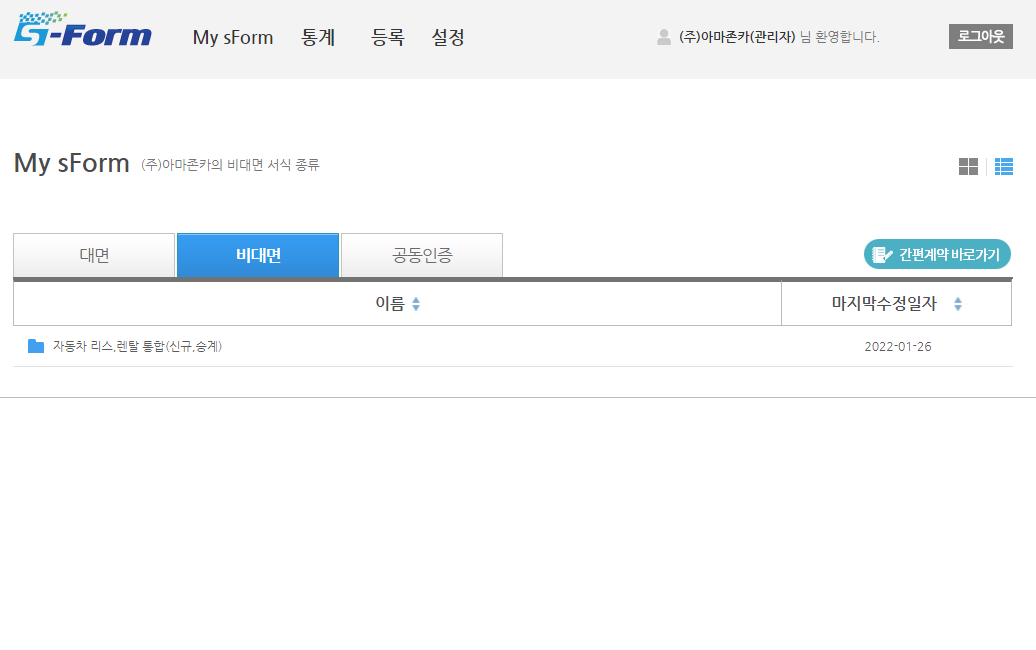 S-Form
My sForm 통계 등록 설정
(주)아마존카(관리자) 님 환영합니다.
로그아웃
My sForm (주)아마존카의 비대면 서식 종류
대면 비대면 공동인증
간편계약 바로가기
이름 마지막수정일자
자동차 리스,렌탈 통합(신규,승계) 2022-01-26